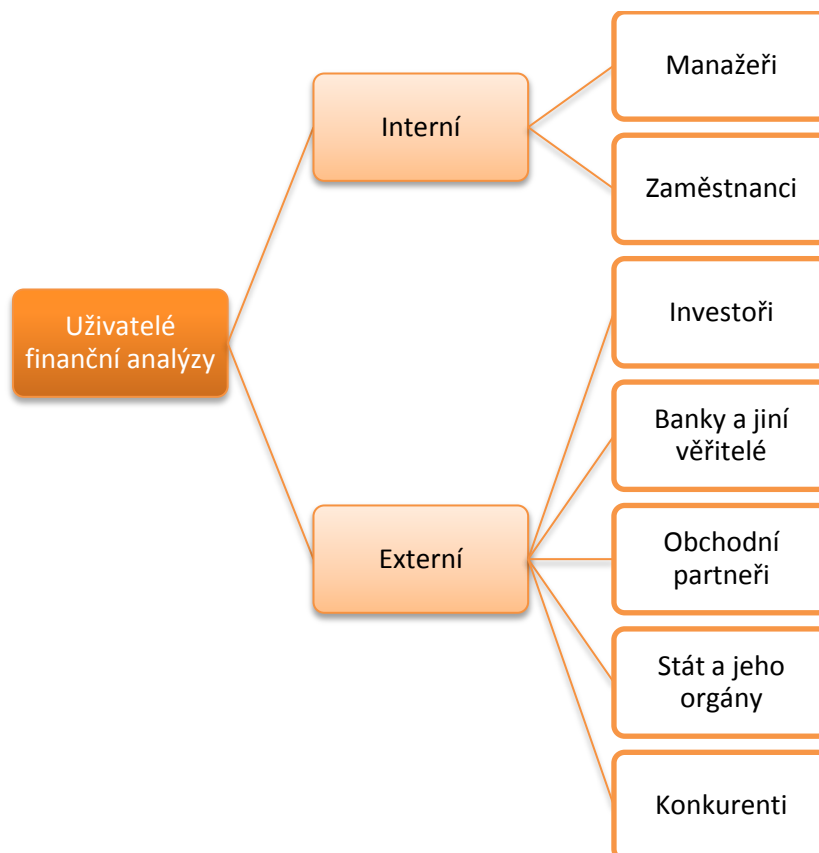 Uživatelé
finanční analýzy
Interní
Manažeři
Zaměstnanci
Externí
Investoři
Banky a jiní
věřitelé
Obchodní
partneři
Stát a jeho
orgány
Konkurenti